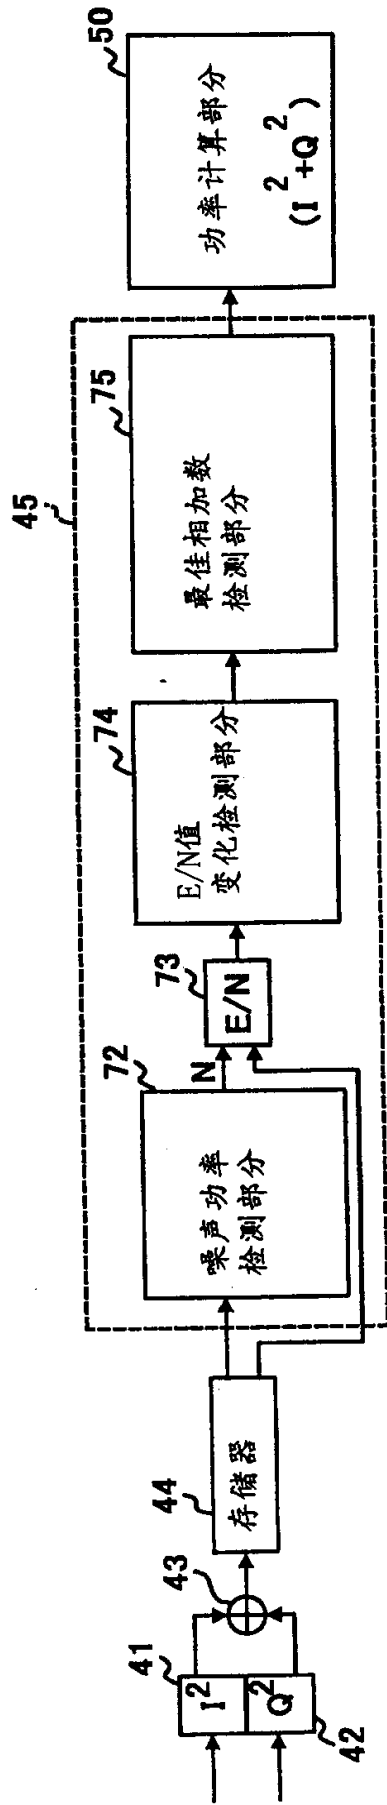 41
I²
Q²
42
43
44
存储器
45
72
噪声功率
检测部分
N
73
E/N
74
E/N值
变化检测部分
75
最佳相加数
检测部分
50
功率计算部分
(I²+Q²)